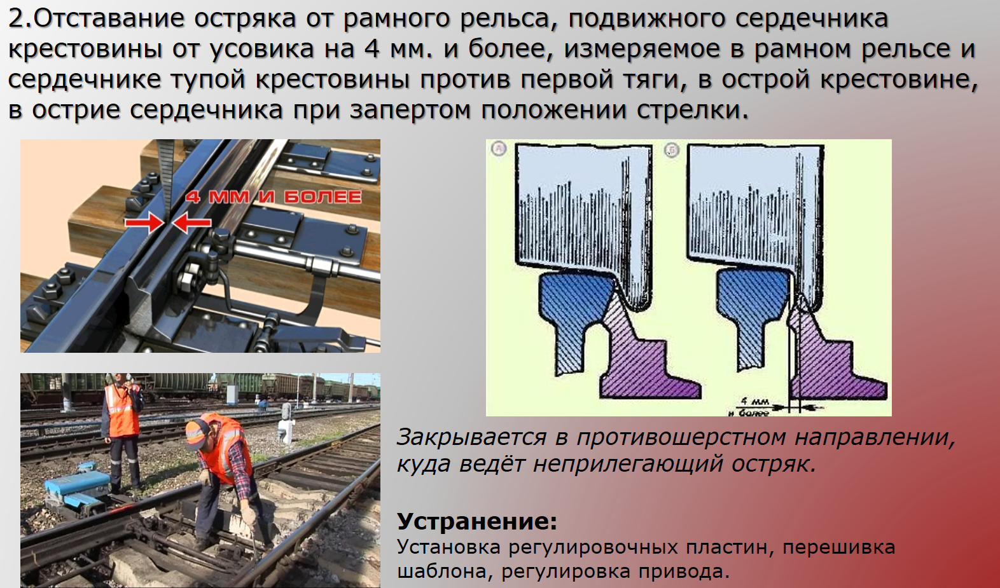 2.Отставание остряка от рамного рельса, подвижного сердечника
крестовины от усовика на 4 мм. и более, измеряемое в рамном рельсе и
сердечнике тупой крестовины против первой тяги, в острой крестовине,
в острие сердечника при запертом положении стрелки.
4 ММ И БОЛЕЕ
А
Б
4 мм
и более
Закрывается в противошерстном направлении,
куда ведёт неприлегающий остряк.
Устранение:
Установка регулировочных пластин, перешивка
шаблона, регулировка привода.